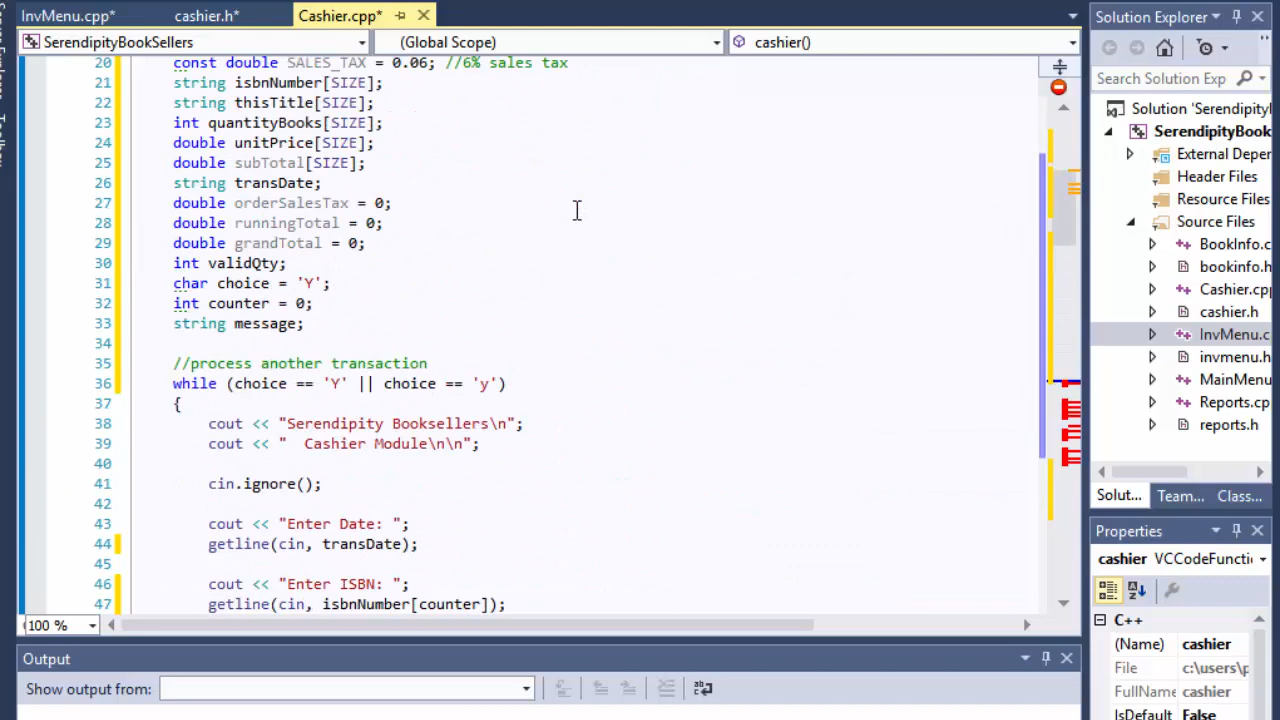 InvMenu.cpp* cashier.h* Cashier.cpp*
SerendipityBookSellers (Global Scope) cashier()
20 const double SALES_TAX = 0.06; //6% sales tax
21 string isbnNumber[SIZE];
22 string thisTitle[SIZE];
23 int quantityBooks[SIZE];
24 double unitPrice[SIZE];
25 double subTotal[SIZE];
26 string transDate;
27 double orderSalesTax = 0;
28 double runningTotal = 0;
29 double grandTotal = 0;
30 int validQty;
31 char choice = 'Y';
32 int counter = 0;
33 string message;
34
35 //process another transaction
36 while (choice == 'Y' || choice == 'y')
37 {
38 cout << "Serendipity Booksellers\n";
39 cout << "  Cashier Module\n\n";
40
41 cin.ignore();
42
43 cout << "Enter Date: ";
44 getline(cin, transDate);
45
46 cout << "Enter ISBN: ";
47 getline(cin, isbnNumber[counter]);
100 %
Output
Show output from:
Solution Explorer
Search Solution Exp
Solution 'Serendipity
SerendipityBook
External Deper
Header Files
Resource Files
Source Files
BookInfo.c
bookinfo.h
Cashier.cpp
cashier.h
InvMenu.c
invmenu.h
MainMenu
Reports.cp
reports.h
Solut... Team... Class...
Properties
cashier VCCodeFuncti
C++
(Name) cashier
File c:\users\p
FullName cashier
IsDefault False